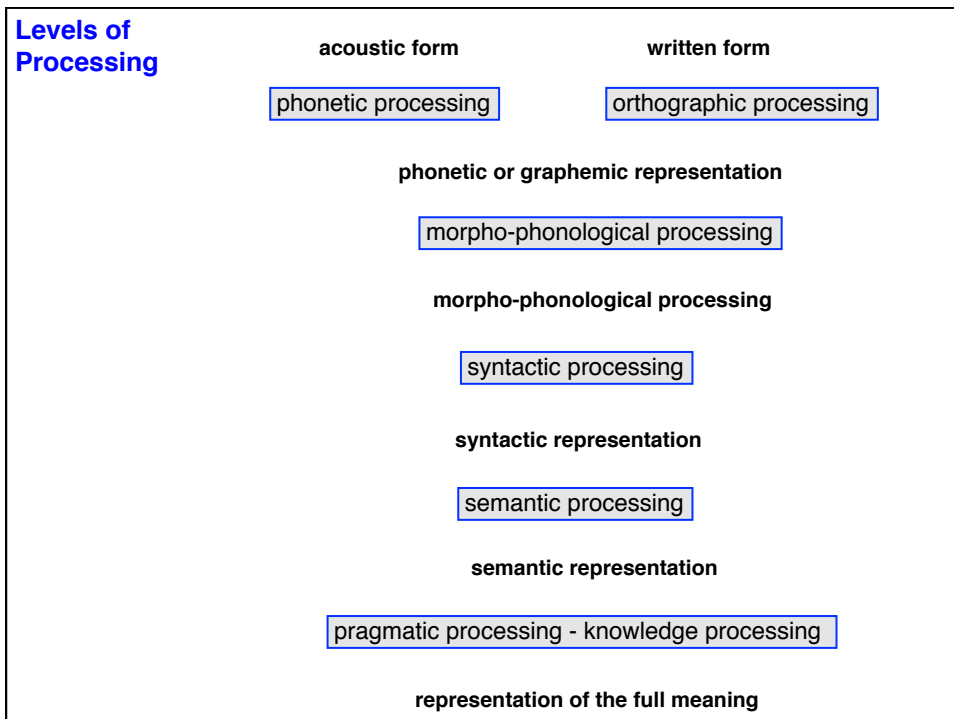 Levels of
Processing
acoustic form
written form
phonetic processing
orthographic processing
phonetic or graphemic representation
morpho-phonological processing
morpho-phonological processing
syntactic processing
syntactic representation
semantic processing
semantic representation
pragmatic processing - knowledge processing
representation of the full meaning